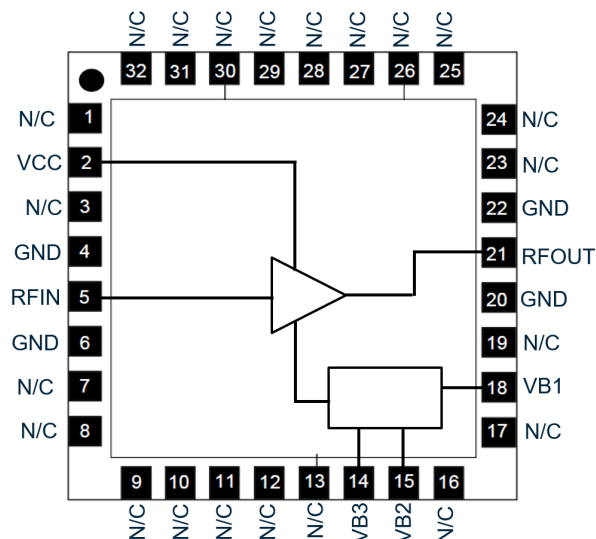 N/C N/C N/C N/C N/C N/C N/C N/C
32 31 30 29 28 27 26 25
N/C 1
VCC 2
N/C 3
GND 4
RFIN 5
GND 6
N/C 7
N/C 8
24 N/C
23 N/C
22 GND
21 RFOUT
20 GND
19 N/C
18 VB1
17 N/C
9 10 11 12 13 14 15 16
N/C N/C N/C N/C N/C VB3 VB2 N/C